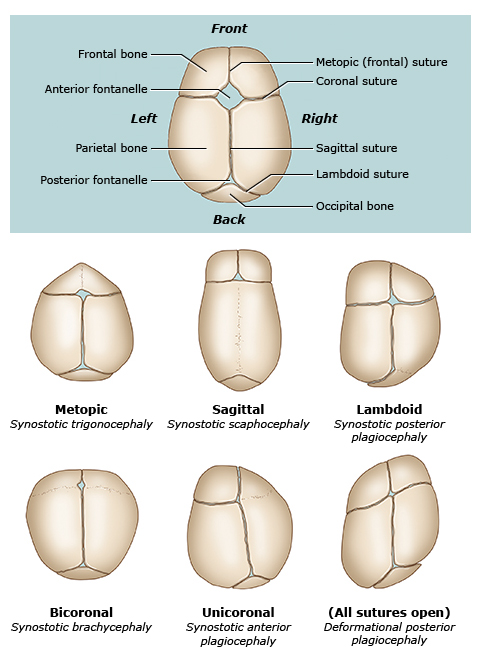 Front
Frontal bone
Metopic (frontal) suture
Anterior fontanelle
Coronal suture
Left
Right
Parietal bone
Sagittal suture
Posterior fontanelle
Lambdoid suture
Occipital bone
Back
Metopic
Synostotic trigonocephaly
Sagittal
Synostotic scaphocephaly
Lambdoid
Synostotic posterior
plagiocephaly
Bicoronal
Synostotic brachycephaly
Unicoronal
Synostotic anterior
plagiocephaly
(All sutures open)
Deformational posterior
plagiocephaly